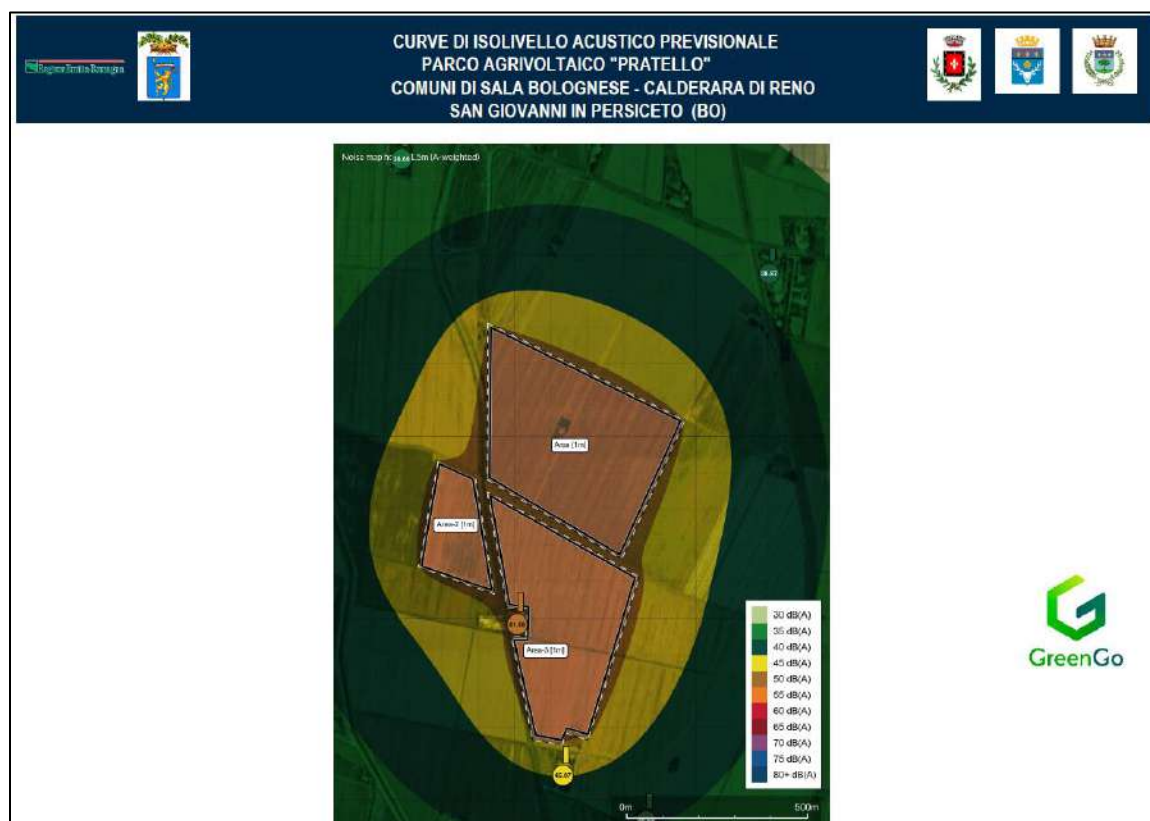 CURVE DI ISOLIVELLO ACUSTICO PREVISIONALE
PARCO AGRIVOLTAICO "PRATELLO"
COMUNI DI SALA BOLOGNESE - CALDERARA DI RENO
SAN GIOVANNI IN PERSICETO (BO)
Regione Emilia-Romagna
Noise map 1.5m (A-weighted)
Area [1m]
Area-2 [1m]
Area-3 [1m]
30 dB(A)
35 dB(A)
40 dB(A)
45 dB(A)
50 dB(A)
55 dB(A)
60 dB(A)
65 dB(A)
70 dB(A)
75 dB(A)
80+ dB(A)
0m 500m
GreenGo